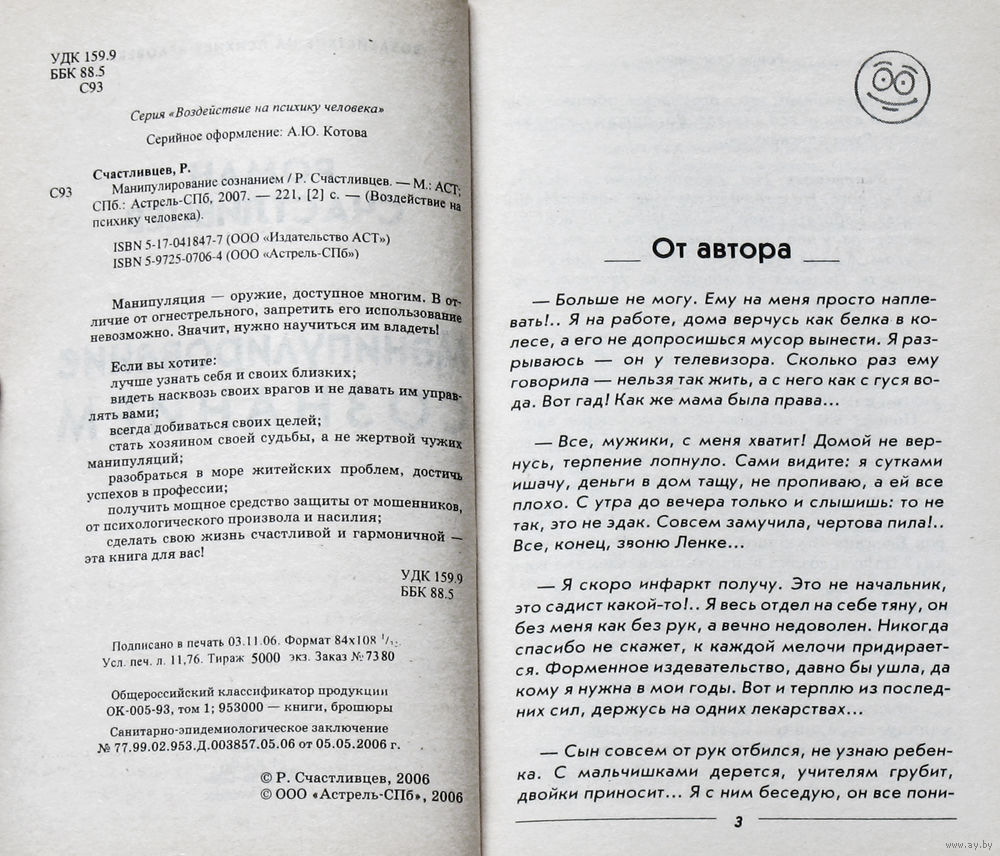 УДК 159.9
ББК 88.5
С93
Серия «Воздействие на психику человека»
Серийное оформление: А.Ю. Котова
Счастливцев, Р.
С93 Манипулирование сознанием / Р. Счастливцев. — М.: АСТ;
СПб.: Астрель-СПб, 2007. — 221, [2] с. — (Воздействие на
психику человека).
ISBN 5-17-041847-7 (ООО «Издательство АСТ»)
ISBN 5-9725-0706-4 (ООО «Астрель-СПб»)
Манипуляция — оружие, доступное многим. В от-
личие от огнестрельного, запретить его использование
невозможно. Значит, нужно научиться им владеть!
Если вы хотите:
лучше узнать себя и своих близких;
видеть насквозь своих врагов и не давать им управ-
лять вами;
всегда добиваться своих целей;
стать хозяином своей судьбы, а не жертвой чужих
манипуляций;
разобраться в море житейских проблем, достичь
успехов в профессии;
получить мощное средство защиты от мошенников,
от психологического произвола и насилия;
сделать свою жизнь счастливой и гармоничной —
эта книга для вас!
УДК 159.9
ББК 88.5
Подписано в печать 03.11.06. Формат 84х108
Усл. печ. л. 11,76. Тираж 5000 экз. Заказ № 7380
Общероссийский классификатор продукции
ОК-005-93, том 1; 953000 — книги, брошюры
Санитарно-эпидемиологическое заключение
№ 77.99.02.953.Д.003857.05.06 от 05.05.2006 г.
© Р. Счастливцев, 2006
© ООО «Астрель-СПб», 2006
От автора
— Больше не могу. Ему на меня просто напле-
вать!.. Я на работе, дома верчусь как белка в ко-
лесе, а его не допросишься мусор вынести. Я раз-
рываюсь — он у телевизора. Сколько раз ему
говорила — нельзя так жить, а с него как с гуся во-
да. Вот гад! Как же мама была права...
— Все, мужики, с меня хватит! Домой не вер-
нусь, терпение лопнуло. Сами видите: я сутками
ишачу, деньги в дом тащу, не пропиваю, а ей все
плохо. С утра до вечера только и слышишь: то не
так, это не эдак. Совсем замучила, чертова пила!..
Все, конец, звоню Ленке...
— Я скоро инфаркт получу. Это не начальник,
это садист какой-то!.. Я весь отдел на себе тяну, он
без меня как без рук, а вечно недоволен. Никогда
спасибо не скажет, к каждой мелочи придирает-
ся. Форменное издевательство, давно бы ушла, да
кому я нужна в мои годы. Вот и терплю из послед-
них сил, держусь на одних лекарствах...
— Сын совсем от рук отбился, не узнаю ребен-
ка. С мальчишками дерется, учителям грубит,
двойки приносит... Я с ним беседую, он все пони-
3
www.ay.by